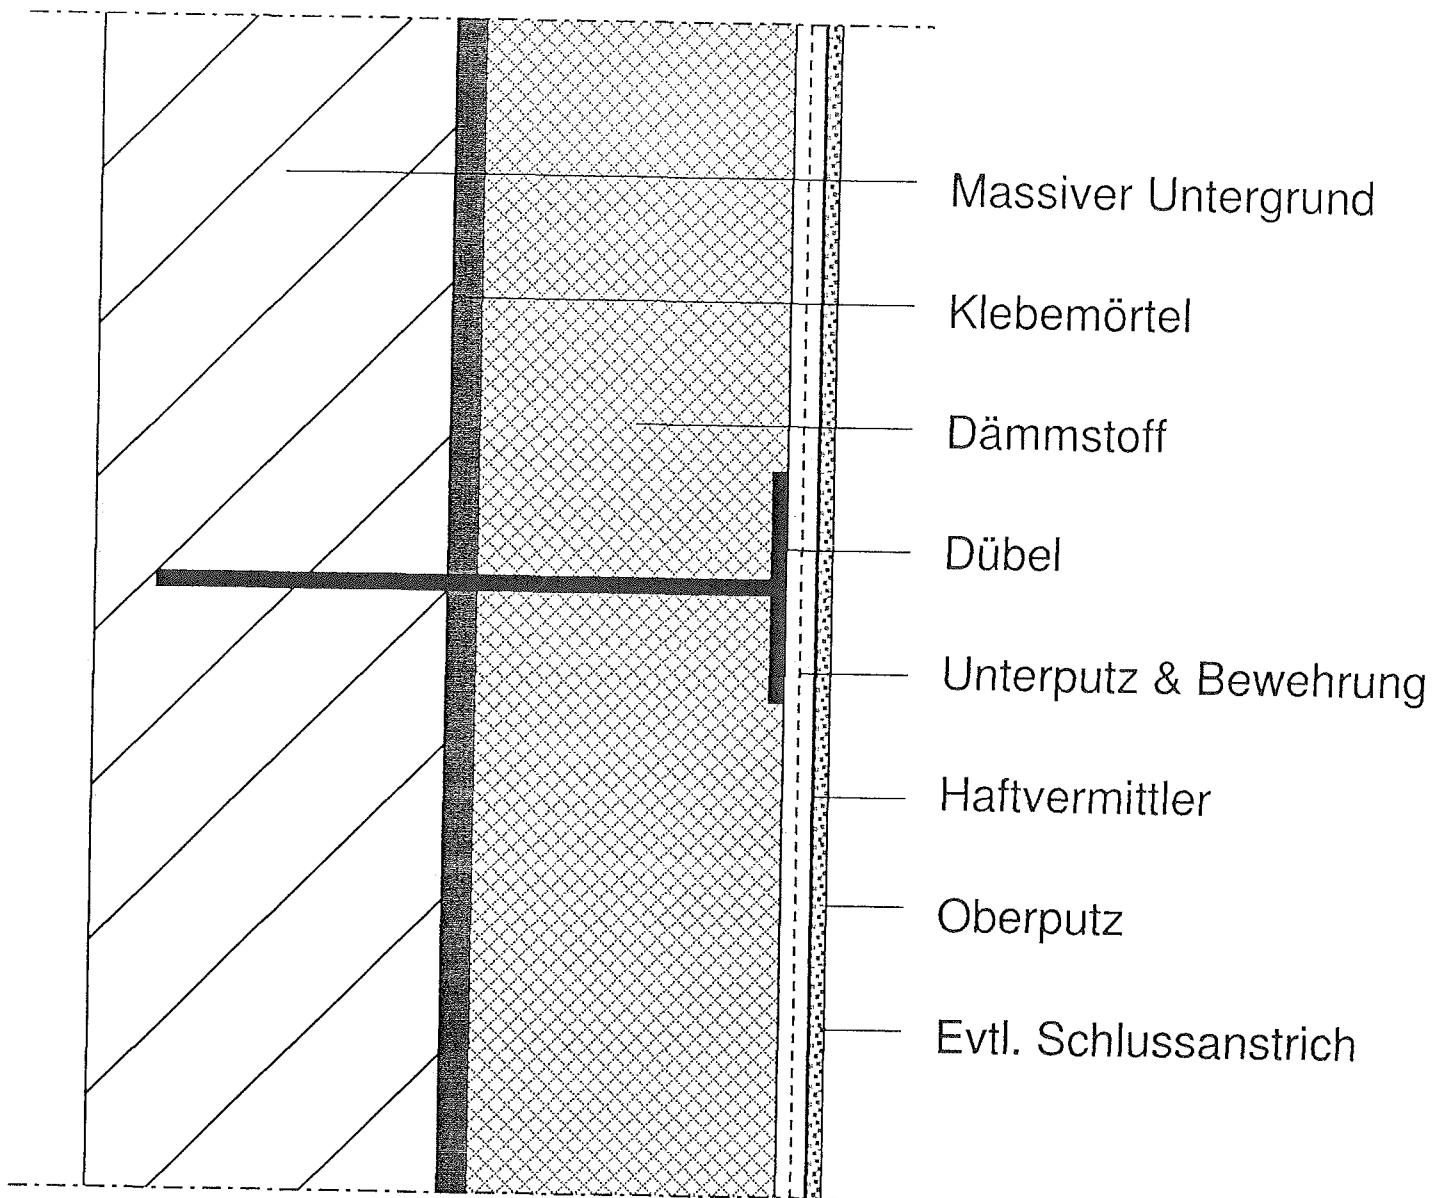 Massiver Untergrund
Klebemörtel
Dämmstoff
Dübel
Unterputz & Bewehrung
Haftvermittler
Oberputz
Evtl. Schlussanstrich